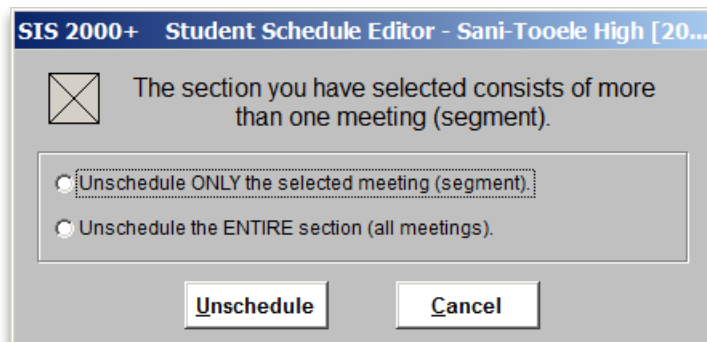 SIS 2000+ Student Schedule Editor - Sani-Tooele High [20...
The section you have selected consists of more
than one meeting (segment).
Unschedule ONLY the selected meeting (segment).
Unschedule the ENTIRE section (all meetings).
Unschedule Cancel